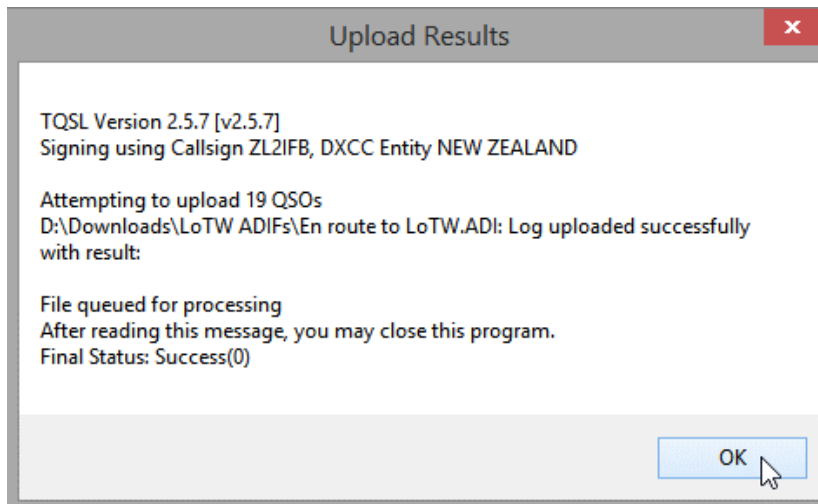 Upload Results
x
TQSL Version 2.5.7 [v2.5.7]
Signing using Callsign ZL2IFB, DXCC Entity NEW ZEALAND
Attempting to upload 19 QSOs
D:\Downloads\LoTW ADIFs\En route to LoTW.ADI: Log uploaded successfully
with result:
File queued for processing
After reading this message, you may close this program.
Final Status: Success(0)
OK